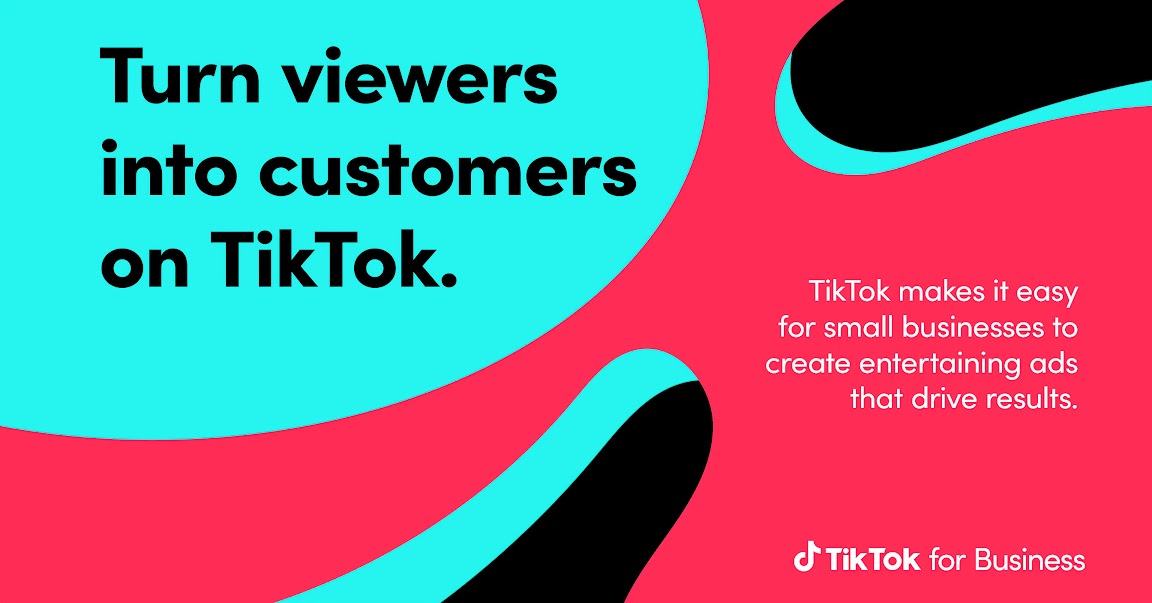 Turn viewers
into customers
on TikTok.
TikTok makes it easy
for small businesses to
create entertaining ads
that drive results.
TikTok for Business